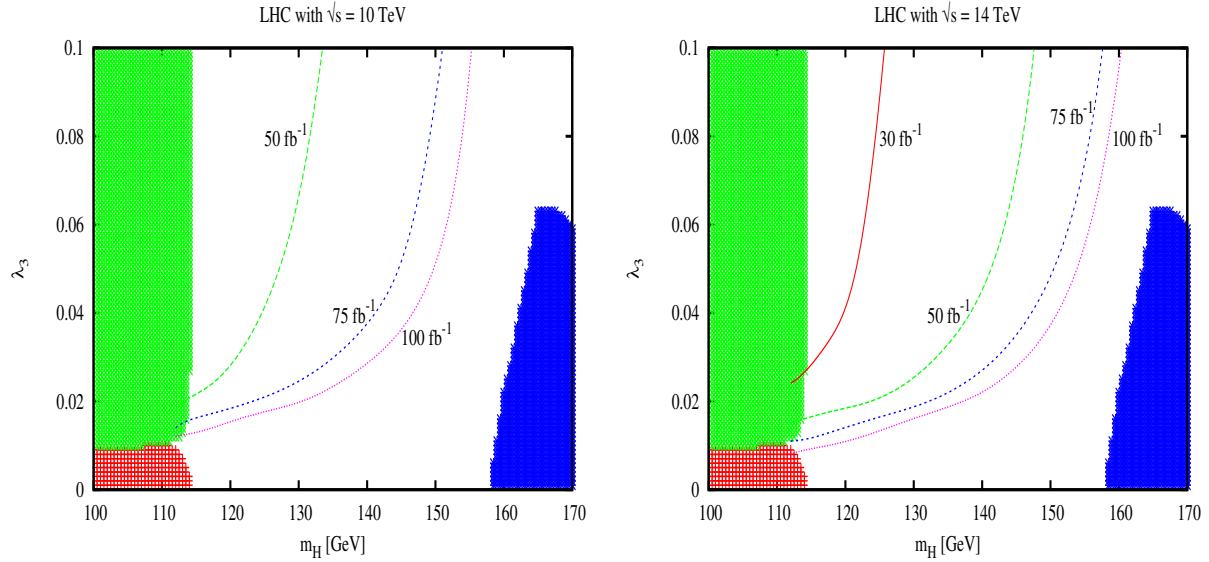 LHC with √s = 10 TeV
0.1
0.08
0.06
0.04
0.02
0
λ₃
50 fb⁻¹
75 fb⁻¹
100 fb⁻¹
100 110 120 130 140 150 160 170
m_H [GeV]
LHC with √s = 14 TeV
0.1
0.08
0.06
0.04
0.02
0
λ₃
30 fb⁻¹
75 fb⁻¹
100 fb⁻¹
50 fb⁻¹
100 110 120 130 140 150 160 170
m_H [GeV]